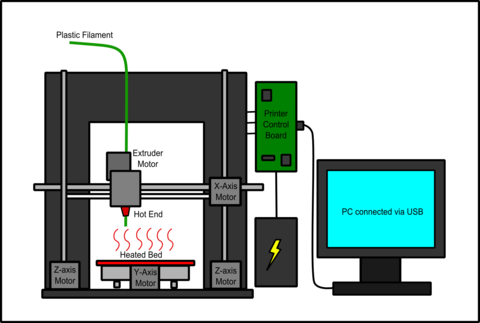 Plastic Filament
Printer
Control
Board
Extruder
Motor
X-Axis
Motor
Hot End
PC connected via USB
Heated Bed
Z-axis
Motor
Y-Axis
Motor
Z-axis
Motor